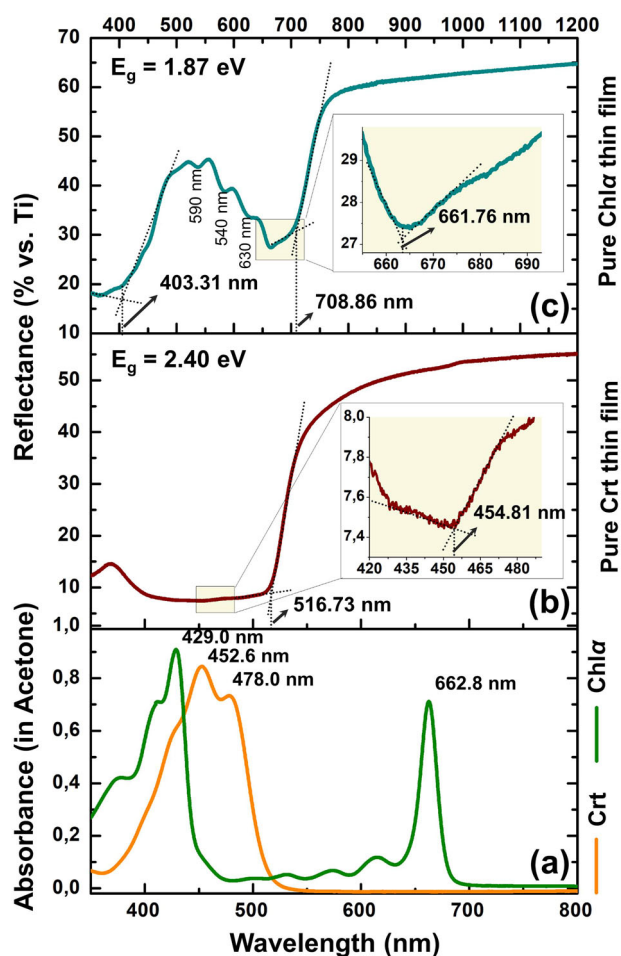 400 500 600 700 800 900 1000 1100 1200
70
60
50
40
30
20
10
Eg = 1.87 eV
590 nm
540 nm
630 nm
403.31 nm
708.86 nm
29
28
27
660 670 680 690
661.76 nm
(c)
Reflectance (% vs. Ti)
Pure Chlα thin film
50
40
30
20
10
Eg = 2.40 eV
516.73 nm
8,0
7,6
7,4
420 435 450 465 480
454.81 nm
(b)
Pure Crt thin film
1,0
0,8
0,6
0,4
0,2
0,0
429.0 nm
452.6 nm
478.0 nm
662.8 nm
(a)
Absorbance (in Acetone)
Crt
Chlα
400 500 600 700 800
Wavelength (nm)